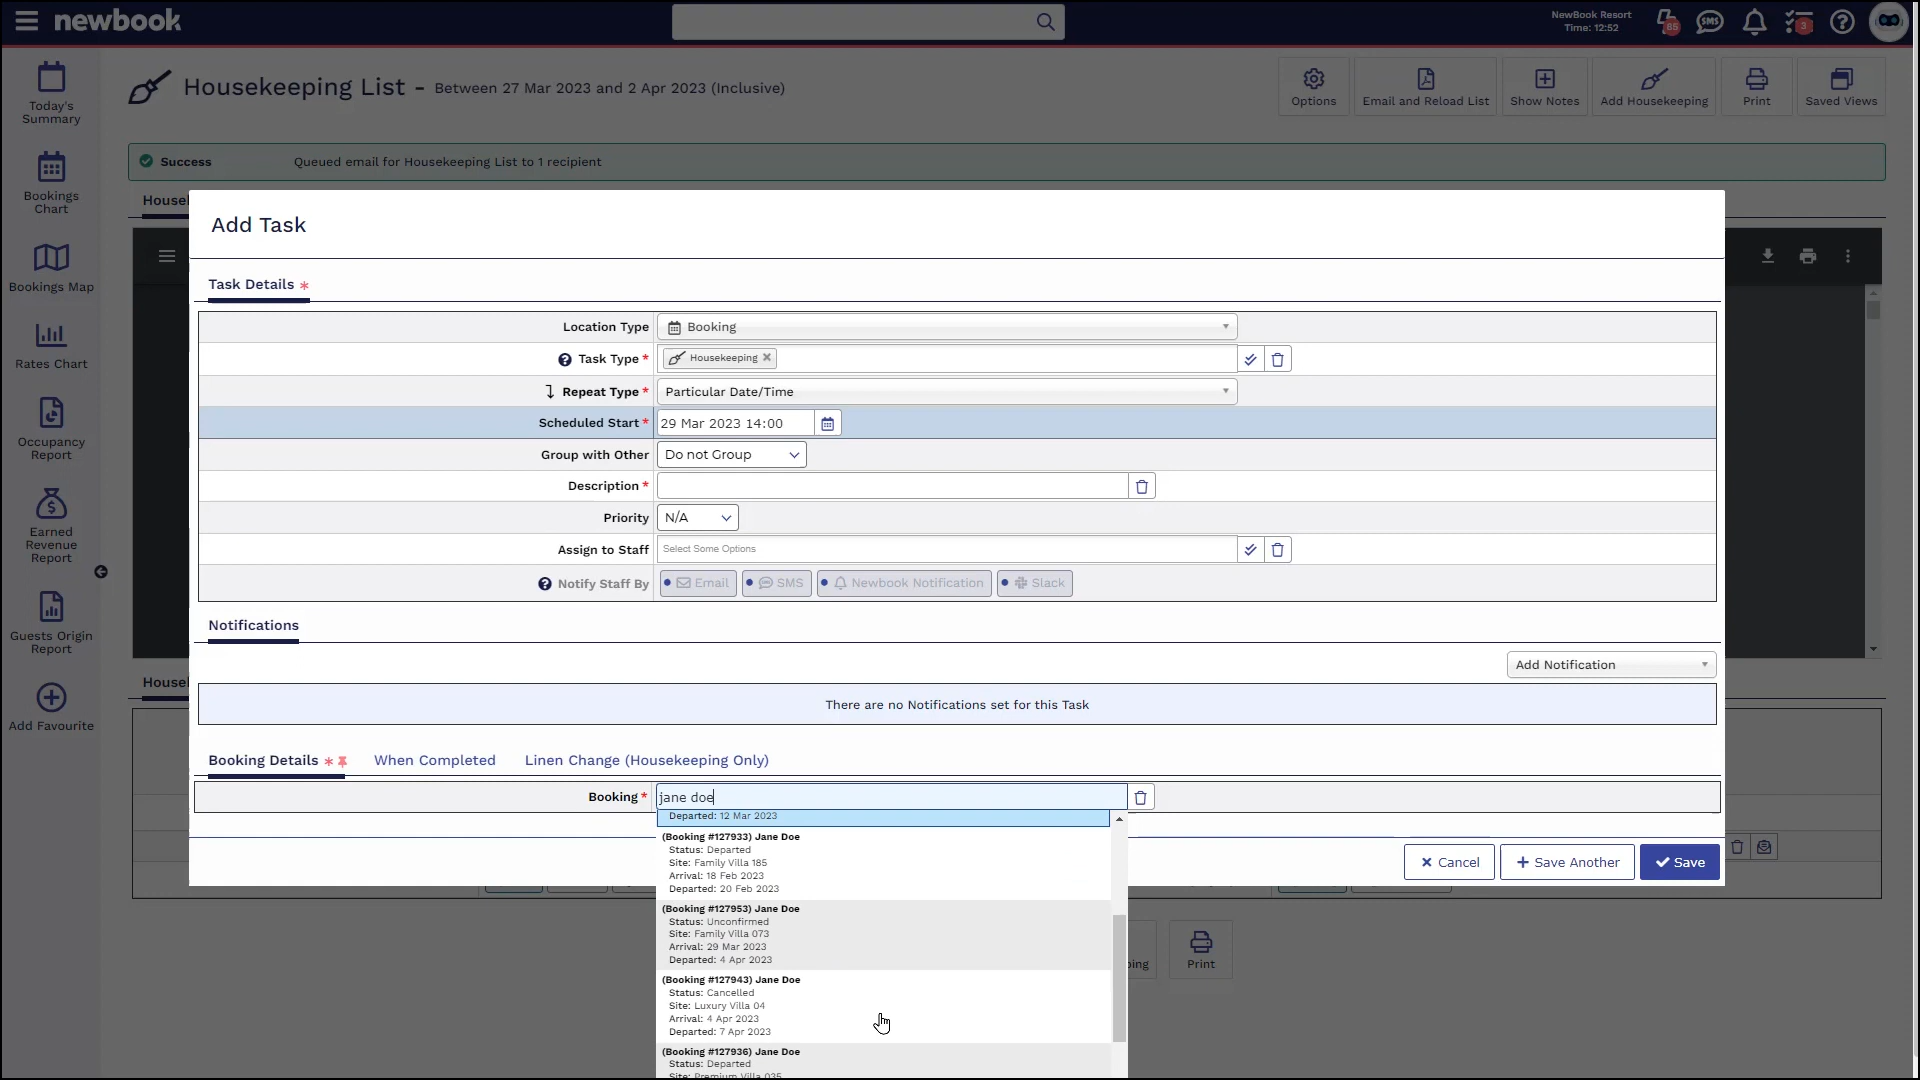 newbook
NewBook Resort
Time: 12:52
85
SMS
3
Today's
Summary
Bookings
Chart
Bookings Map
Rates Chart
Occupancy
Report
Earned
Revenue
Report
Guests Origin
Report
Add Favourite
Housekeeping List - Between 27 Mar 2023 and 2 Apr 2023 (Inclusive)
Options
Email and Reload List
Show Notes
Add Housekeeping
Print
Saved Views
Success Queued email for Housekeeping List to 1 recipient
Housel
Add Task
Task Details *
Location Type Booking
Task Type * Housekeeping
Repeat Type * Particular Date/Time
Scheduled Start * 29 Mar 2023 14:00
Group with Other Do not Group
Description *
Priority N/A
Assign to Staff Select Some Options
Notify Staff By Email SMS Newbook Notification Slack
Notifications
Add Notification
Housel
There are no Notifications set for this Task
Booking Details * When Completed Linen Change (Housekeeping Only)
Booking * jane doe
Departed: 12 Mar 2023
(Booking #127933) Jane Doe
Status: Departed
Site: Family Villa 185
Arrival: 18 Feb 2023
Departed: 20 Feb 2023
(Booking #127953) Jane Doe
Status: Unconfirmed
Site: Family Villa 073
Arrival: 29 Mar 2023
Departed: 4 Apr 2023
(Booking #127943) Jane Doe
Status: Cancelled
Site: Luxury Villa 04
Arrival: 4 Apr 2023
Departed: 7 Apr 2023
(Booking #127936) Jane Doe
Status: Departed
Site: Premium Villa 035
Cancel
Save Another
Save
ping
Print